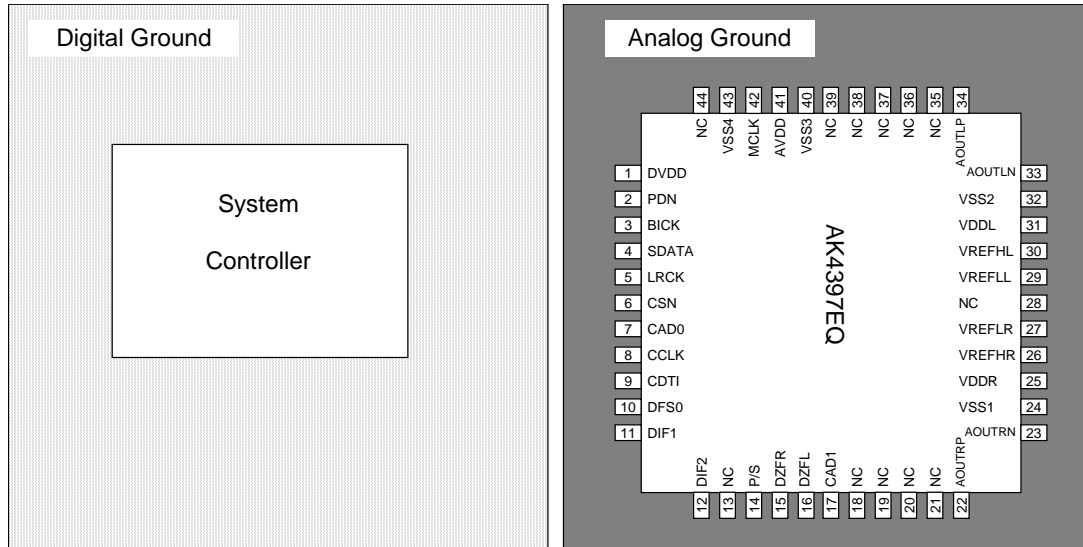 Digital Ground
System
Controller
Analog Ground
44 NC
43 VSS4
42 MCLK
41 AVDD
40 VSS3
39 NC
38 NC
37 NC
36 NC
35 NC
34 AOUTLP
1 DVDD
2 PDN
3 BICK
4 SDATA
5 LRCK
6 CSN
7 CAD0
8 CCLK
9 CDTI
10 DFS0
11 DIF1
AK4397EQ
AOUTLN 33
VSS2 32
VDDL 31
VREFHL 30
VREFLL 29
NC 28
VREFLR 27
VREFHR 26
VDDR 25
VSS1 24
AOUTRN 23
DIF2 12
NC 13
P/S 14
DZFR 15
DZFL 16
CAD1 17
NC 18
NC 19
NC 20
NC 21
AOUTRP 22